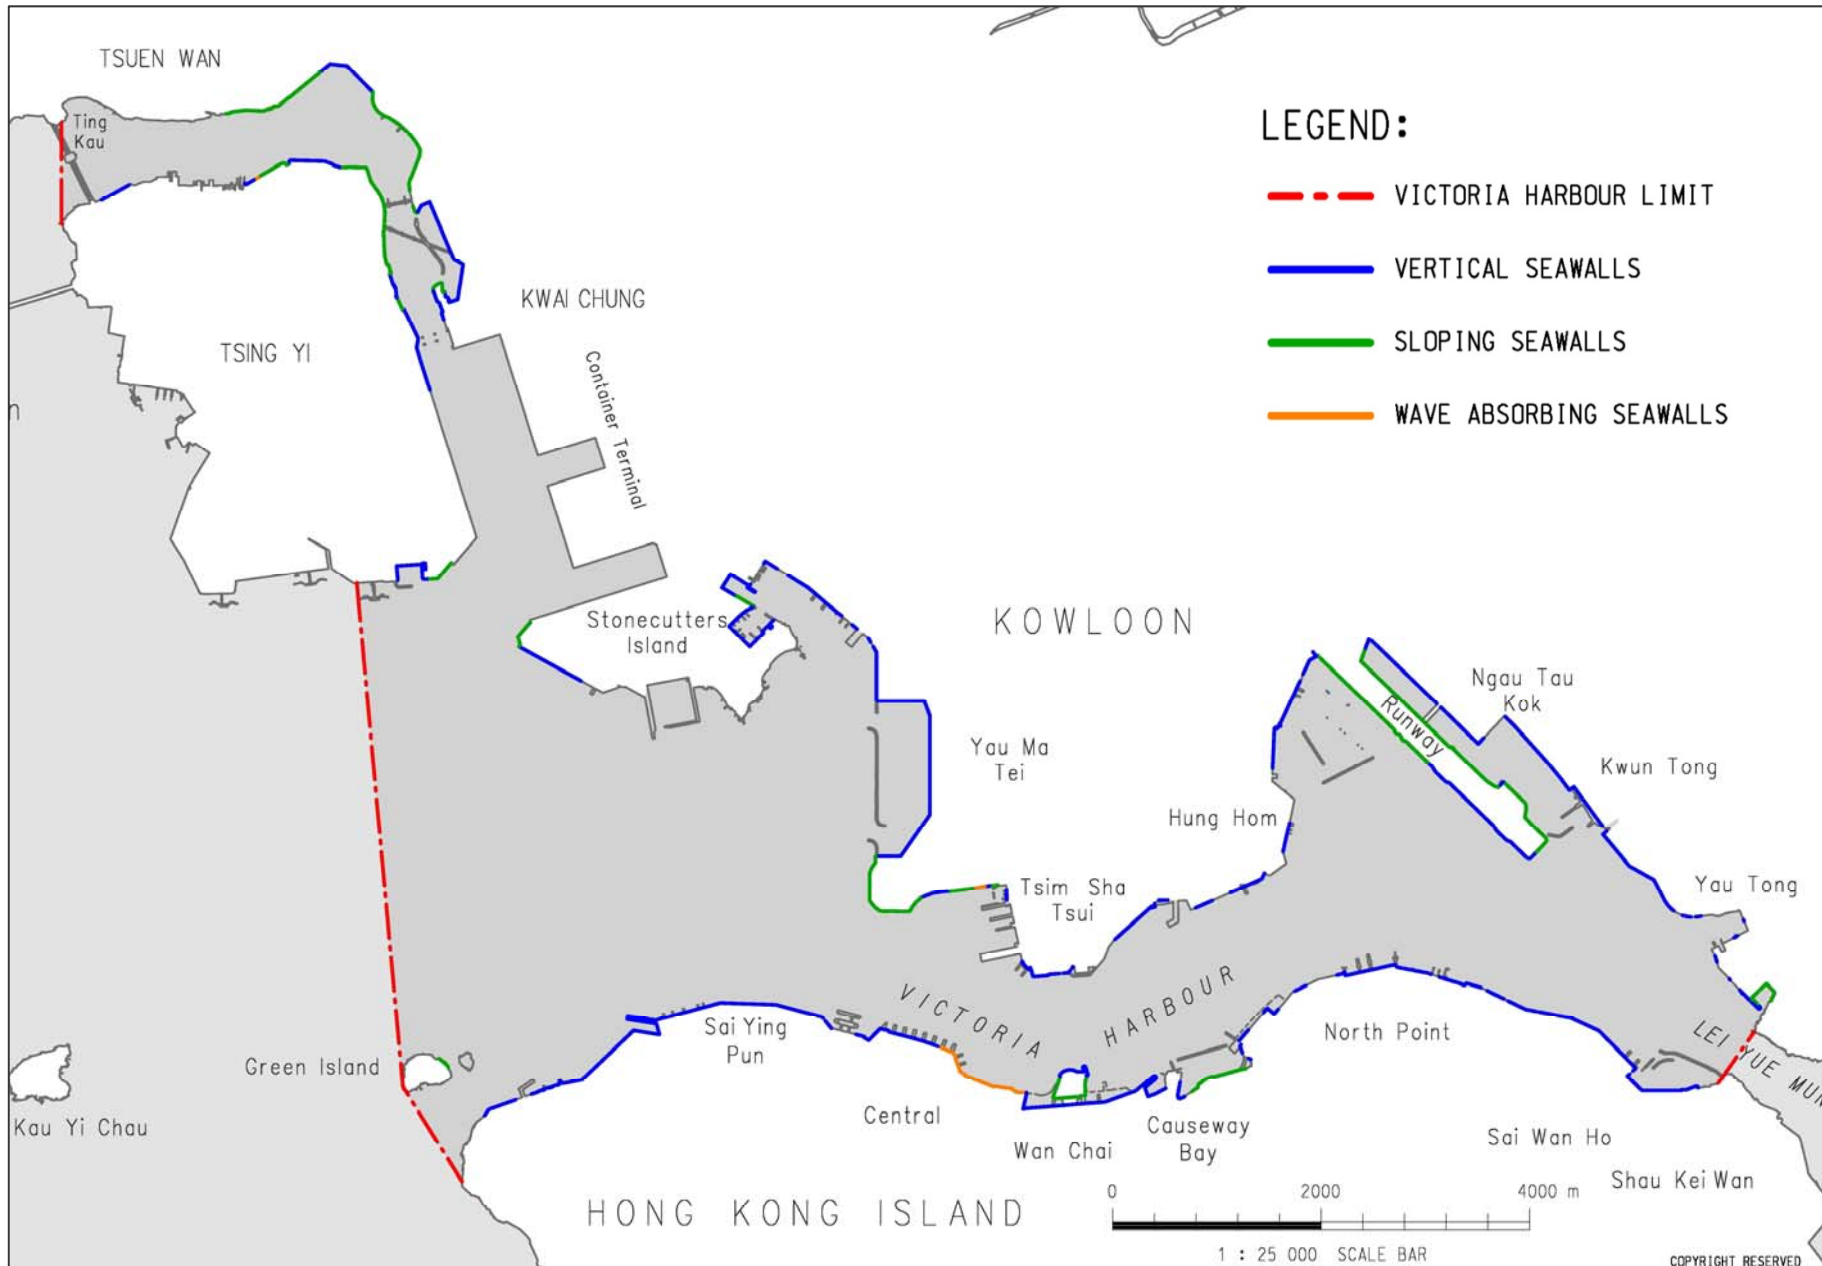 TSUEN WAN
Ting
Kau
LEGEND:
VICTORIA HARBOUR LIMIT
VERTICAL SEAWALLS
SLOPING SEAWALLS
WAVE ABSORBING SEAWALLS
KWAI CHUNG
TSING YI
Container Terminal
n
Stonecutters
Island
KOWLOON
Ngau Tau
Kok
Runway
Yau Ma
Tei
Kwun Tong
Hung Hom
Tsim Sha
Tsui
Yau Tong
VICTORIA HARBOUR
Sai Ying
Pun
North Point
LEI YUE MUN
Green Island
Central
Kau Yi Chau
Wan Chai
Causeway
Bay
Sai Wan Ho
Shau Kei Wan
HONG KONG ISLAND
0 2000 4000 m
1 : 25 000 SCALE BAR
COPYRIGHT RESERVED